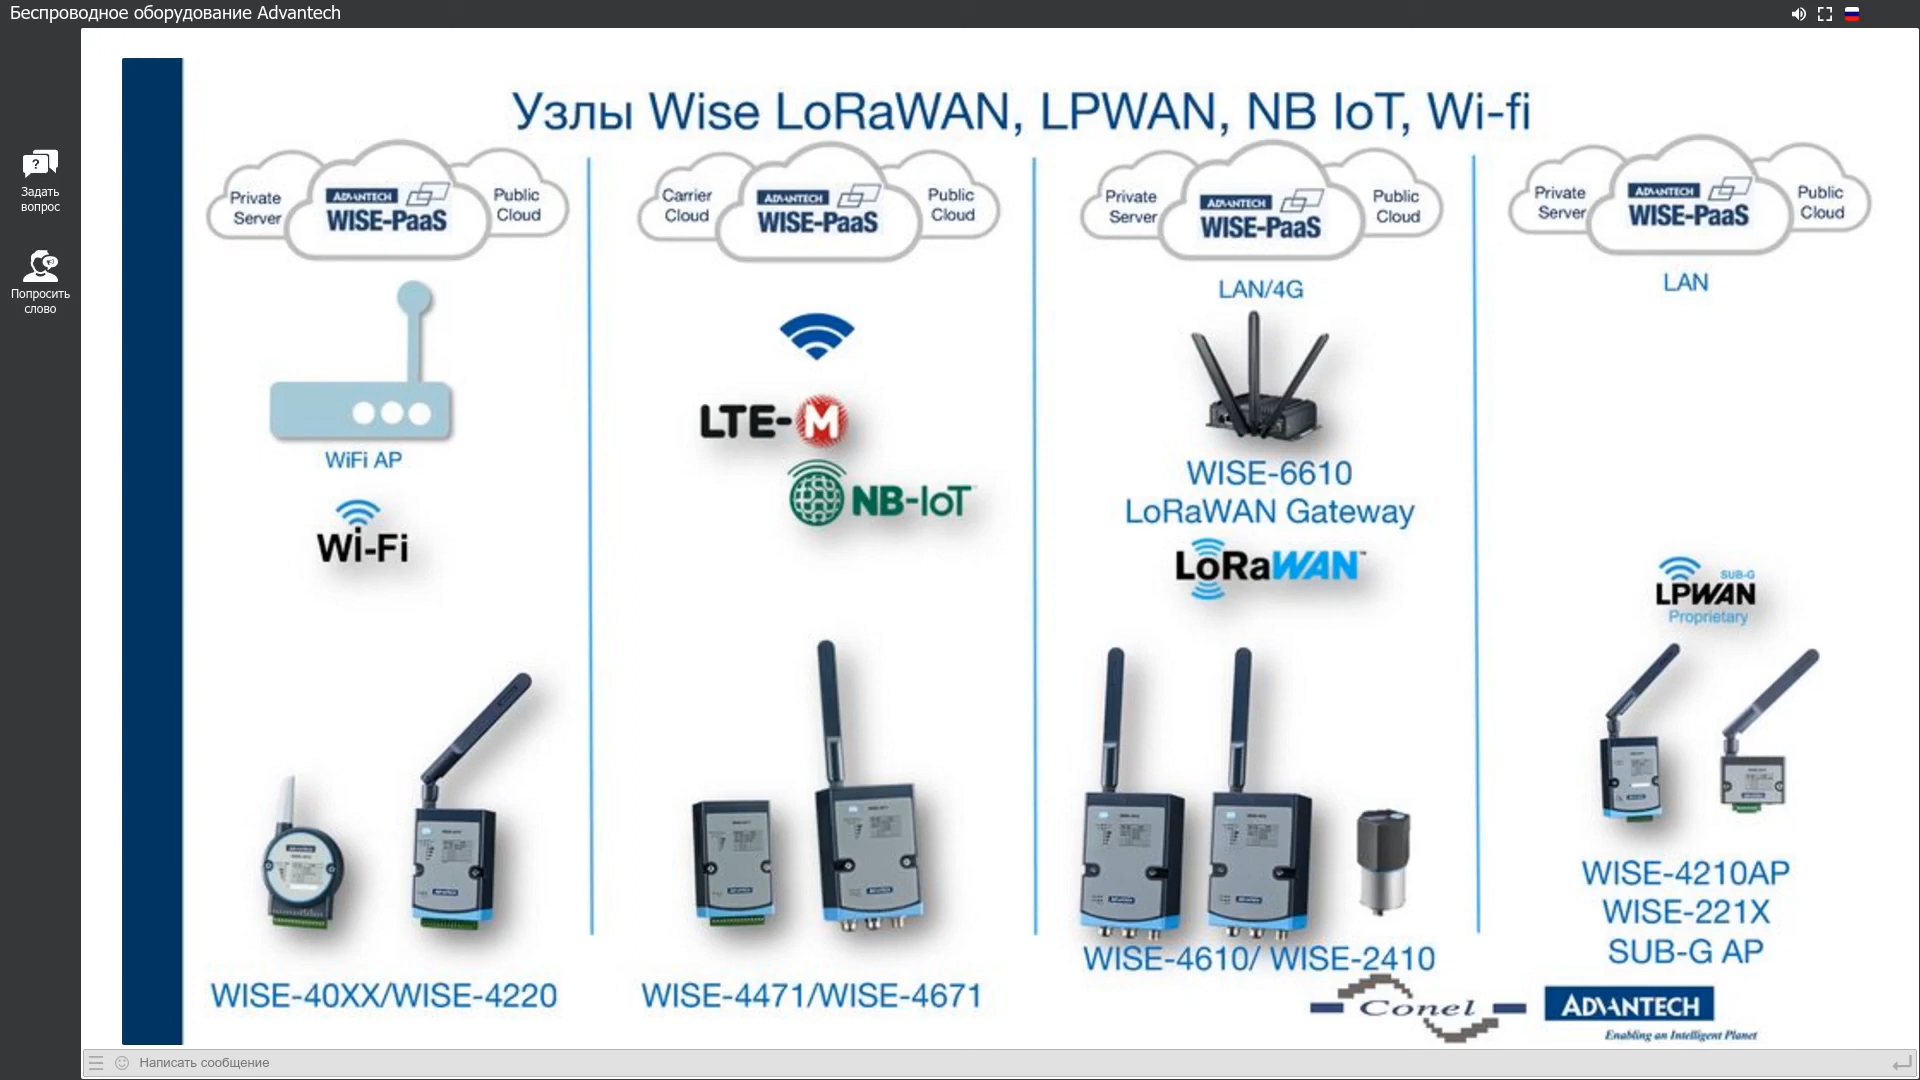 Беспроводное оборудование Advantech
Задать
вопрос
Попросить
слово
Узлы Wise LoRaWAN, LPWAN, NB IoT, Wi-fi
Private
Server
ADVANTECH
WISE-PaaS
Public
Cloud
WiFi AP
Wi-Fi
WISE-40XX/WISE-4220
Carrier
Cloud
ADVANTECH
WISE-PaaS
Public
Cloud
LTE-M
NB-IoT
WISE-4471/WISE-4671
Private
Server
ADVANTECH
WISE-PaaS
Public
Cloud
LAN/4G
WISE-6610
LoRaWAN Gateway
LoRaWAN™
WISE-4610/ WISE-2410
Private
Server
ADVANTECH
WISE-PaaS
Public
Cloud
LAN
SUB-G
LPWAN
Proprietary
WISE-4210AP
WISE-221X
SUB-G AP
Conel
ADVANTECH
Enabling an Intelligent Planet
Написать сообщение